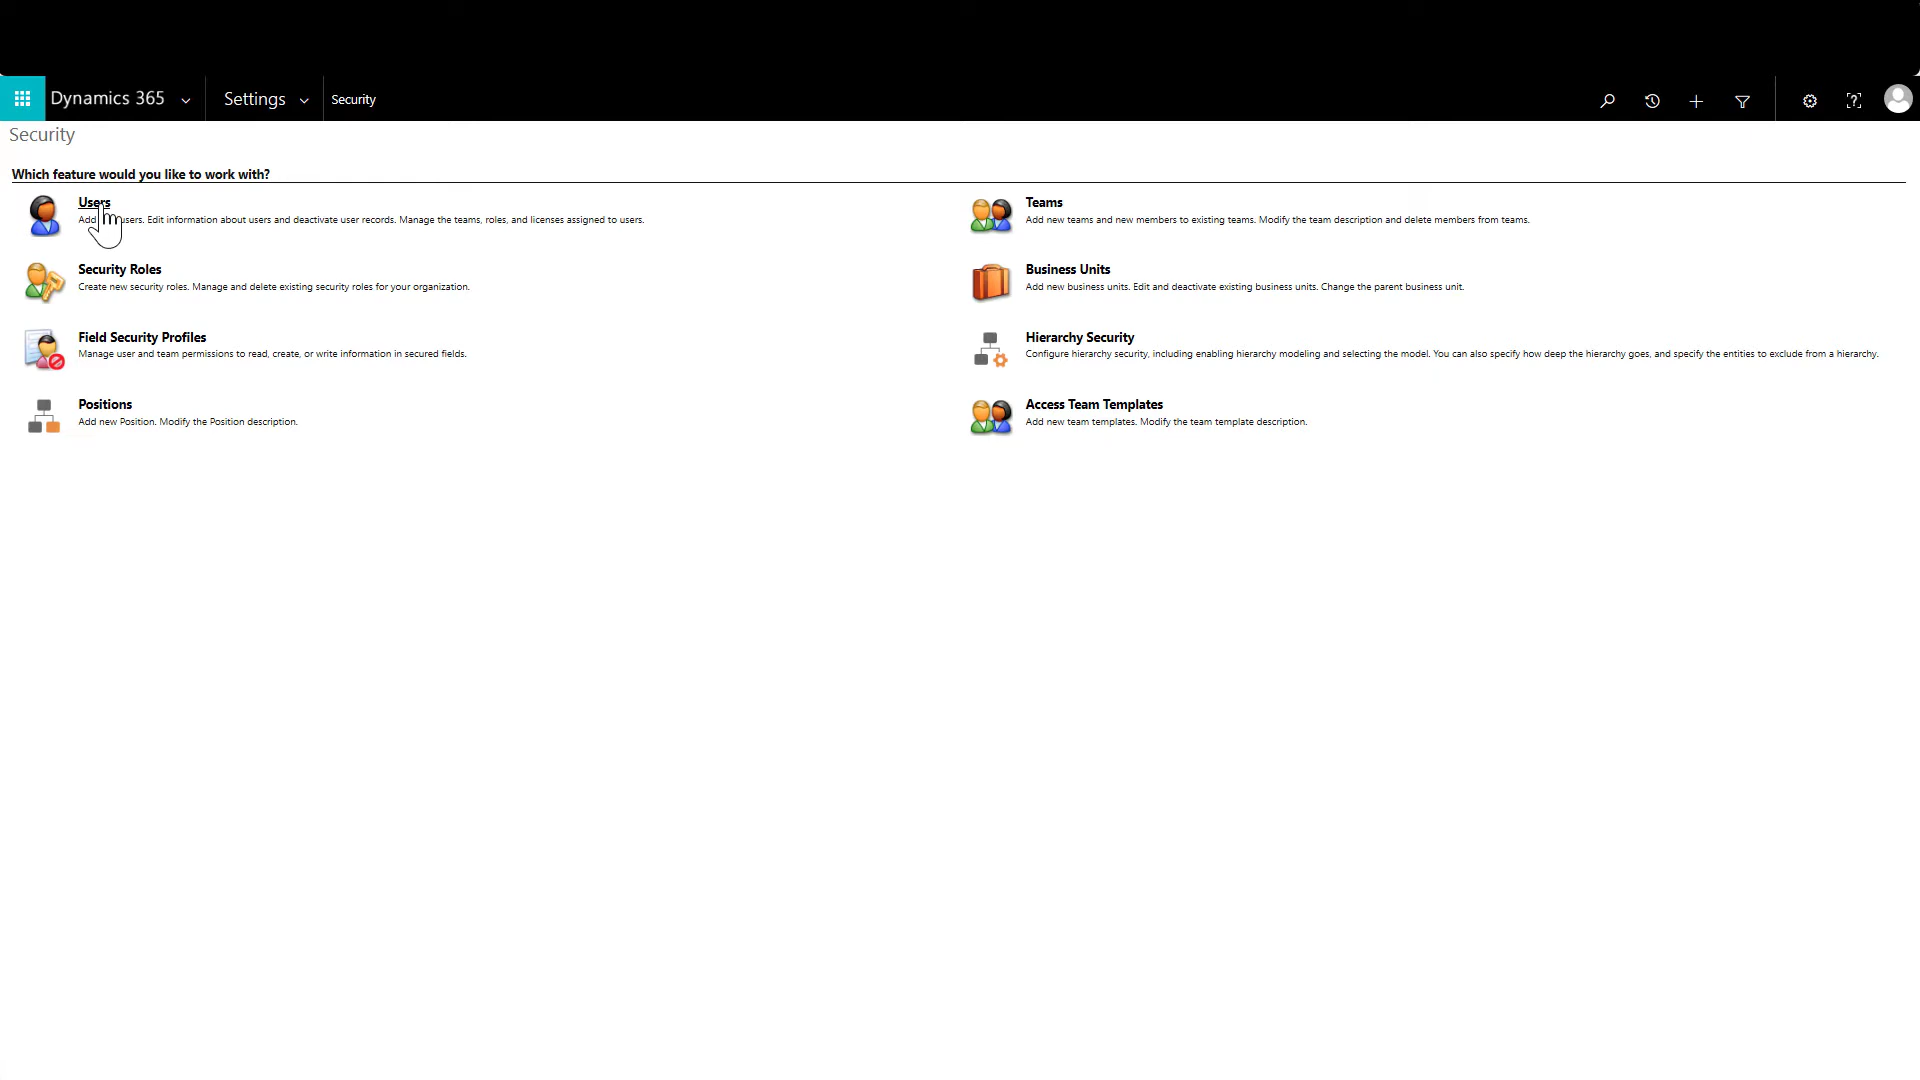 Dynamics 365
Settings
Security
Security
Which feature would you like to work with?
Users
Add users. Edit information about users and deactivate user records. Manage the teams, roles, and licenses assigned to users.
Teams
Add new teams and new members to existing teams. Modify the team description and delete members from teams.
Security Roles
Create new security roles. Manage and delete existing security roles for your organization.
Business Units
Add new business units. Edit and deactivate existing business units. Change the parent business unit.
Field Security Profiles
Manage user and team permissions to read, create, or write information in secured fields.
Hierarchy Security
Configure hierarchy security, including enabling hierarchy modeling and selecting the model. You can also specify how deep the hierarchy goes, and specify the entities to exclude from a hierarchy.
Positions
Add new Position. Modify the Position description.
Access Team Templates
Add new team templates. Modify the team template description.